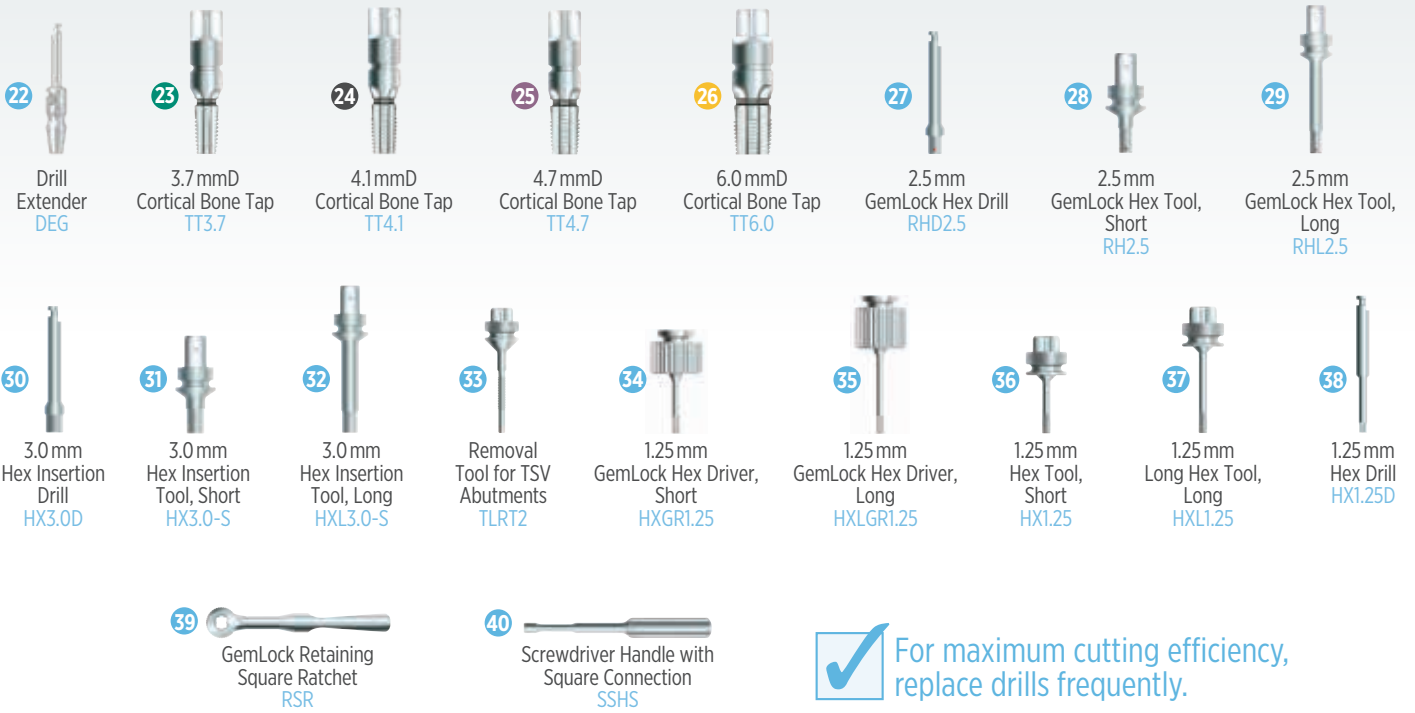 22
Drill
Extender
DEG
23
3.7 mmD
Cortical Bone Tap
TT3.7
24
4.1 mmD
Cortical Bone Tap
TT4.1
25
4.7 mmD
Cortical Bone Tap
TT4.7
26
6.0 mmD
Cortical Bone Tap
TT6.0
27
2.5 mm
GemLock Hex Drill
RHD2.5
28
2.5 mm
GemLock Hex Tool,
Short
RH2.5
29
2.5 mm
GemLock Hex Tool,
Long
RHL2.5
30
3.0 mm
Hex Insertion
Drill
HX3.0D
31
3.0 mm
Hex Insertion
Tool, Short
HX3.0-S
32
3.0 mm
Hex Insertion
Tool, Long
HXL3.0-S
33
Removal
Tool for TSV
Abutments
TLRT2
34
1.25 mm
GemLock Hex Driver,
Short
HXGR1.25
35
1.25 mm
GemLock Hex Driver,
Long
HXLGR1.25
36
1.25 mm
Hex Tool,
Short
HX1.25
37
1.25 mm
Long Hex Tool,
Long
HXL1.25
38
1.25 mm
Hex Drill
HX1.25D
39
GemLock Retaining
Square Ratchet
RSR
40
Screwdriver Handle with
Square Connection
SSHS
For maximum cutting efficiency,
replace drills frequently.